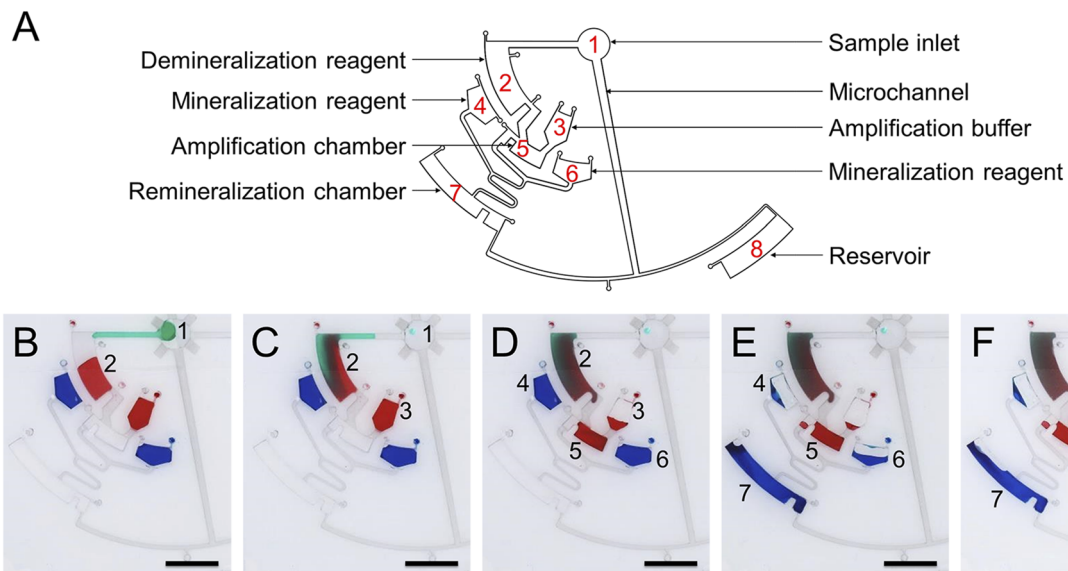 A
Demineralization reagent
Mineralization reagent
Amplification chamber
Remineralization chamber
1
2
3
4
5
6
7
8
Sample inlet
Microchannel
Amplification buffer
Mineralization reagent
Reservoir
B
1
2
C
1
2
3
D
2
4
3
5
6
E
4
5
6
7
F
7